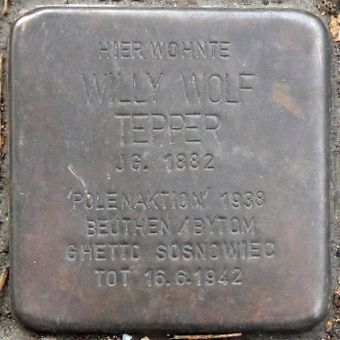 HIER WOHNTE
WILLY WOLF
TEPPER
JG. 1882
'POLENAKTION' 1938
BEUTHEN / BYTOM
GHETTO SOSNOWIEC
TOT 16.6.1942